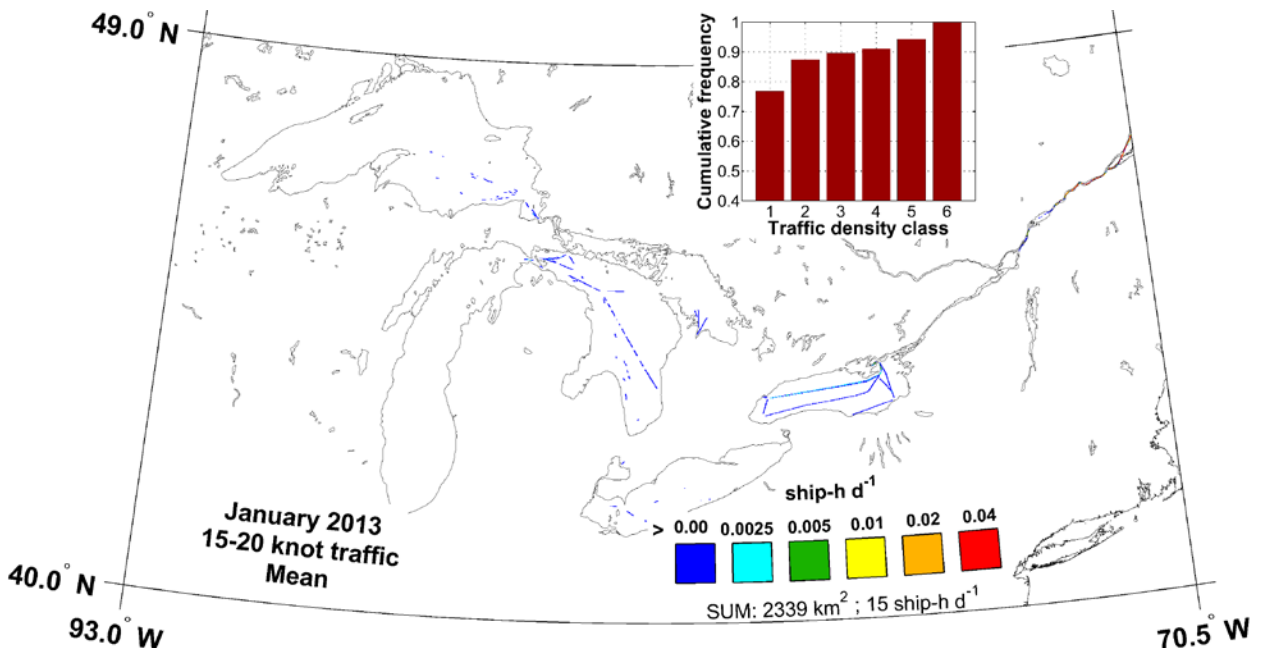 49.0° N
1
0.9
0.8
0.7
0.6
0.5
0.4
Cumulative frequency
1 2 3 4 5 6
Traffic density class
January 2013
15-20 knot traffic
Mean
ship-h d⁻¹
> 0.00 0.0025 0.005 0.01 0.02 0.04
SUM: 2339 km² ; 15 ship-h d⁻¹
40.0° N
93.0° W
70.5° W